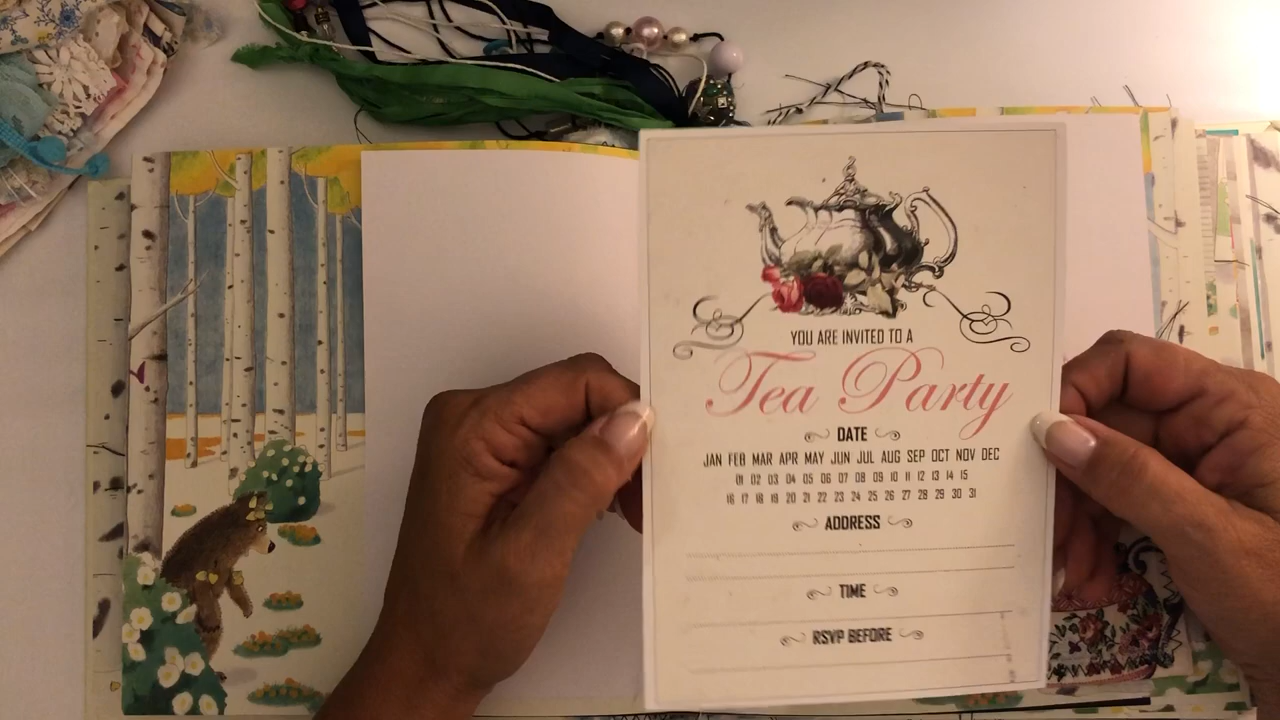 YOU ARE INVITED TO A
Tea Party
DATE
JAN FEB MAR APR MAY JUN JUL AUG SEP OCT NOV DEC
01 02 03 04 05 06 07 08 09 10 11 12 13 14 15
16 17 18 19 20 21 22 23 24 25 26 27 28 29 30 31
ADDRESS
TIME
RSVP BEFORE